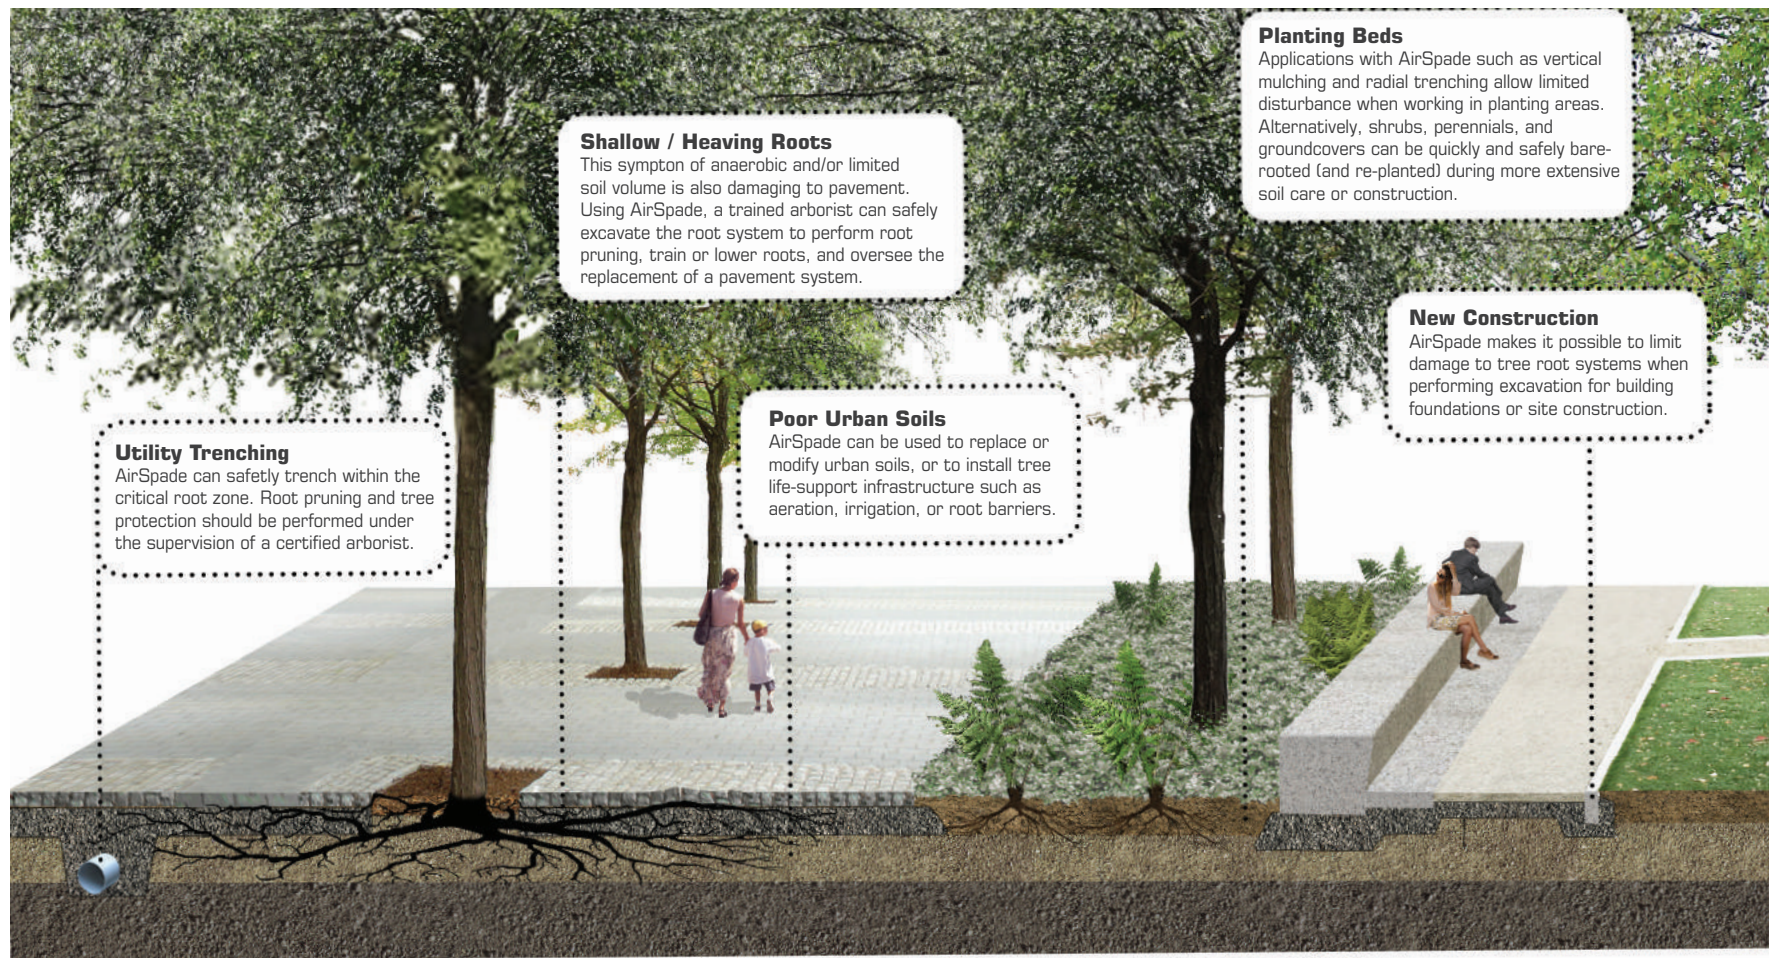 Utility Trenching
AirSpade can safetly trench within the
critical root zone. Root pruning and tree
protection should be performed under
the supervision of a certified arborist.
Shallow / Heaving Roots
This sympton of anaerobic and/or limited
soil volume is also damaging to pavement.
Using AirSpade, a trained arborist can safely
excavate the root system to perform root
pruning, train or lower roots, and oversee the
replacement of a pavement system.
Poor Urban Soils
AirSpade can be used to replace or
modify urban soils, or to install tree
life-support infrastructure such as
aeration, irrigation, or root barriers.
Planting Beds
Applications with AirSpade such as vertical
mulching and radial trenching allow limited
disturbance when working in planting areas.
Alternatively, shrubs, perennials, and
groundcovers can be quickly and safely bare-
rooted (and re-planted) during more extensive
soil care or construction.
New Construction
AirSpade makes it possible to limit
damage to tree root systems when
performing excavation for building
foundations or site construction.